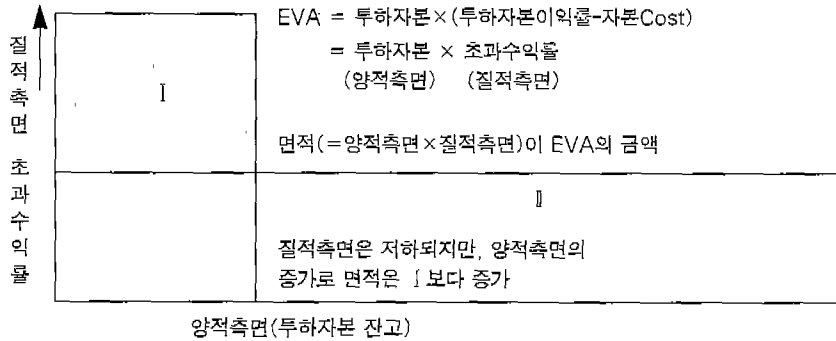 EVA = 투하자본×(투하자본이익률-자본Cost)
= 투하자본 × 초과수익률
(양적측면) (질적측면)
질적측면 초과수익률
Ⅰ
면적(=양적측면×질적측면)이 EVA의 금액
Ⅱ
질적측면은 저하되지만, 양적측면의
증가로 면적은 Ⅰ보다 증가
양적측면(투하자본 잔고)